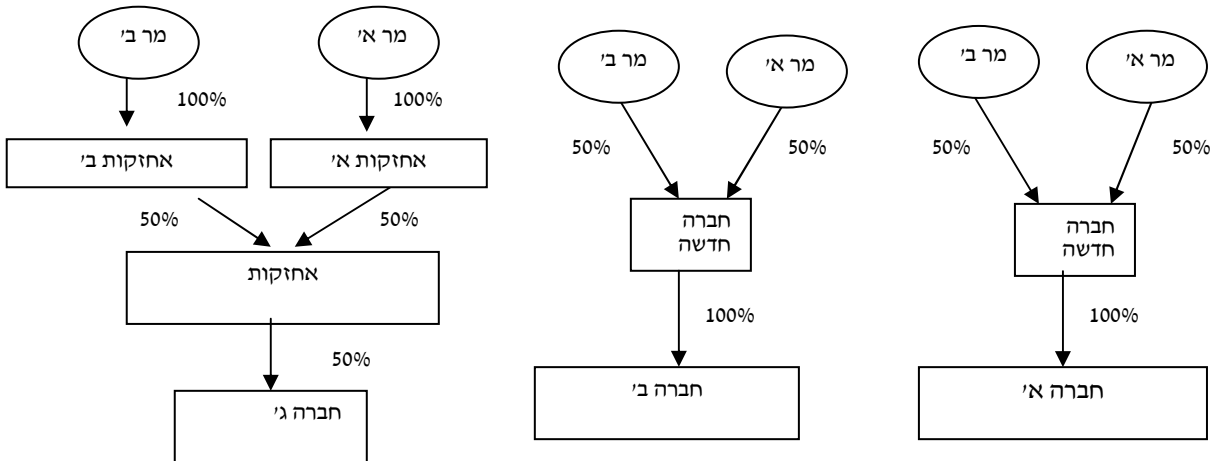 מר א׳
מר ב׳
50%
50%
חברה
חדשה
100%
חברה א׳
מר א׳
מר ב׳
50%
50%
חברה
חדשה
100%
חברה ב׳
מר א׳
מר ב׳
100%
100%
אחזקות א׳
אחזקות ב׳
50%
50%
אחזקות
50%
חברה ג׳